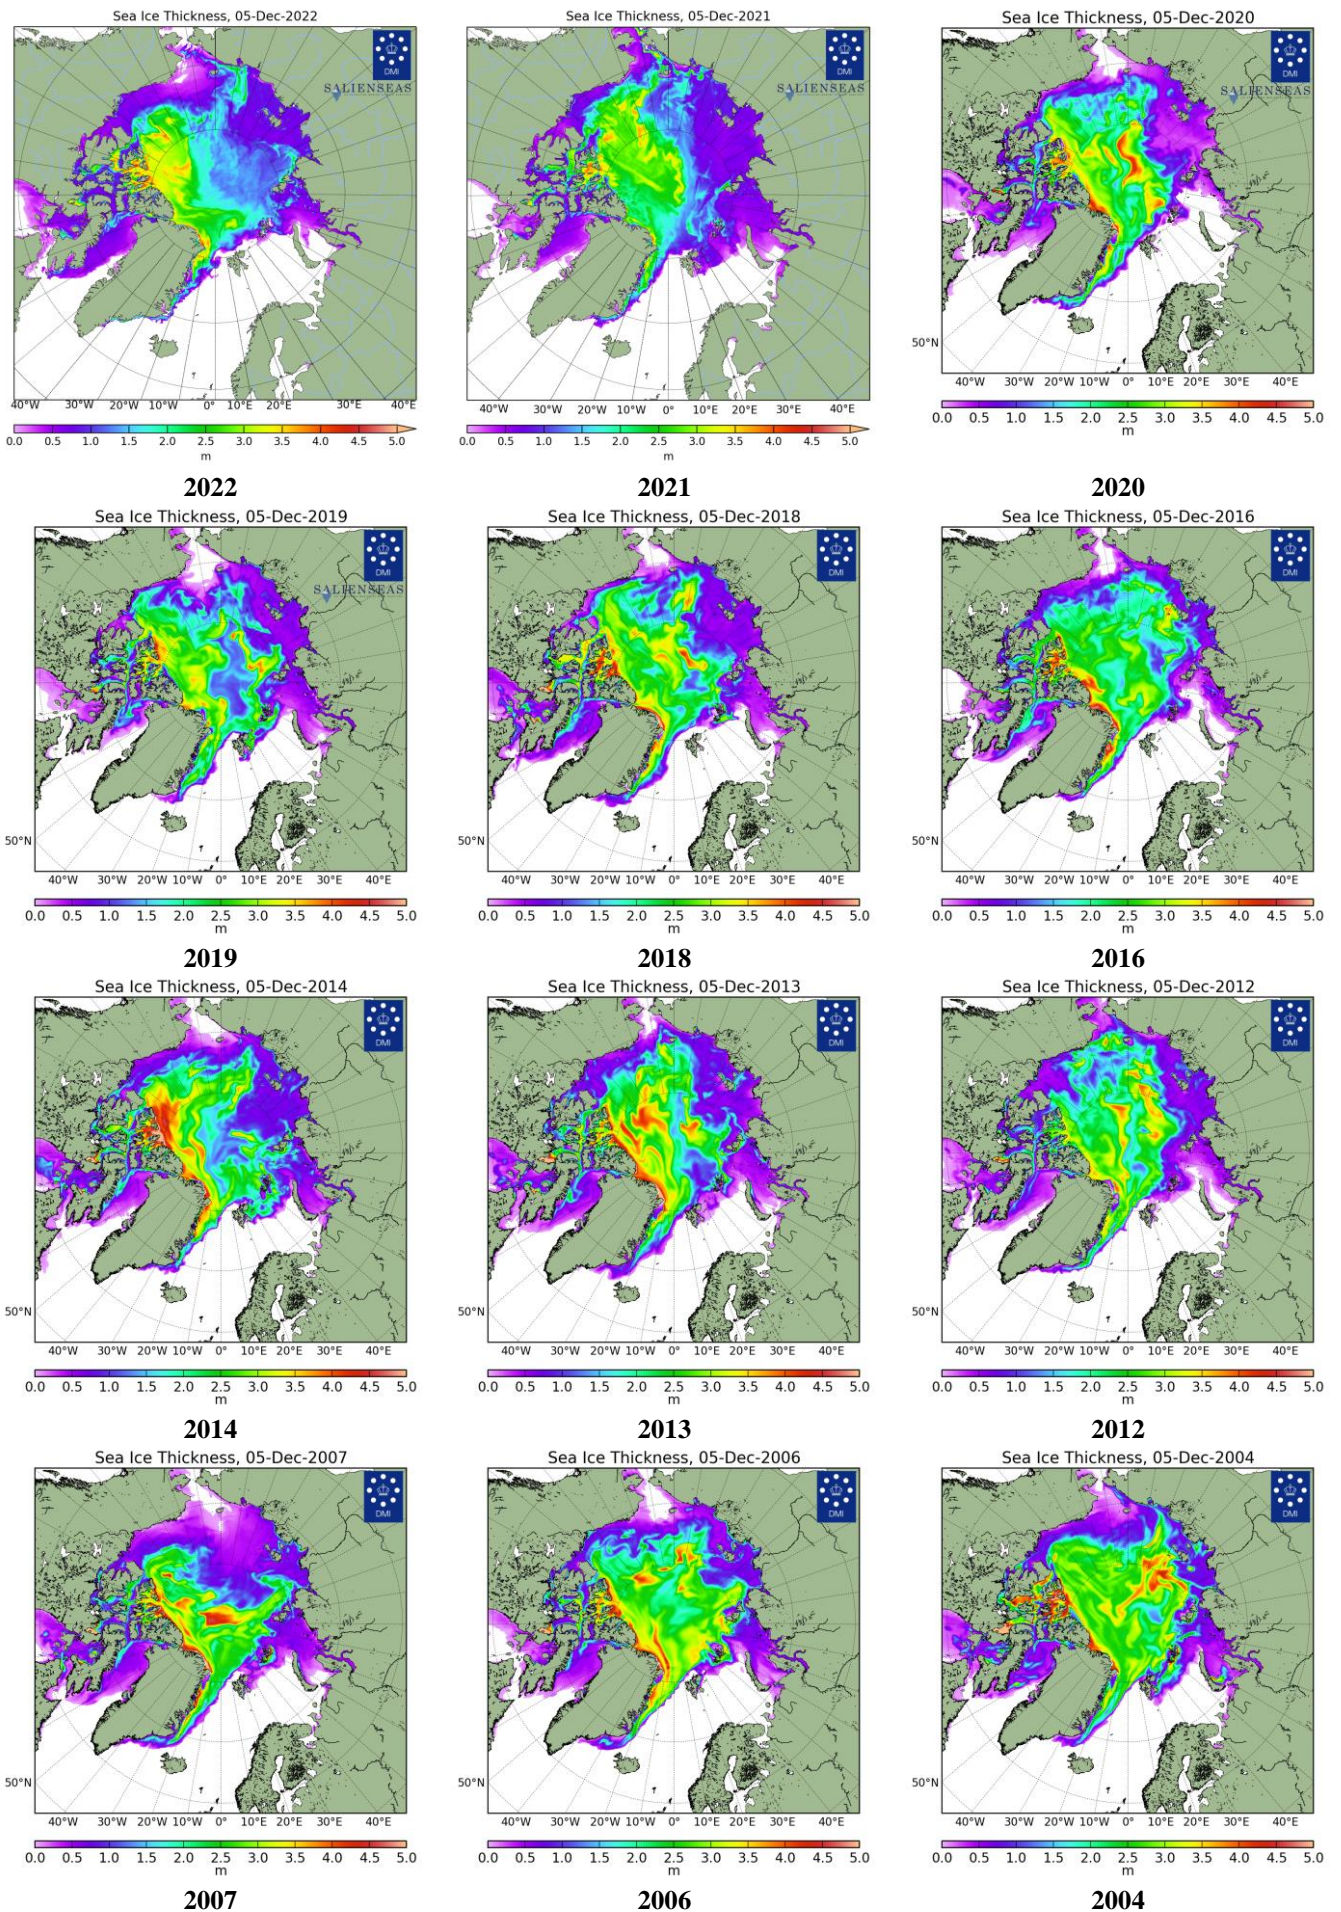 Sea Ice Thickness, 05-Dec-2022
DMI
SALIENSEAS
40°W 30°W 20°W 10°W 0° 10°E 20°E 30°E 40°E
0.0 0.5 1.0 1.5 2.0 2.5 3.0 3.5 4.0 4.5 5.0
m
2022
Sea Ice Thickness, 05-Dec-2021
DMI
SALIENSEAS
40°W 30°W 20°W 10°W 0° 10°E 20°E 30°E 40°E
0.0 0.5 1.0 1.5 2.0 2.5 3.0 3.5 4.0 4.5 5.0
m
2021
Sea Ice Thickness, 05-Dec-2020
DMI
SALIENSEAS
50°N
40°W 30°W 20°W 10°W 0° 10°E 20°E 30°E 40°E
0.0 0.5 1.0 1.5 2.0 2.5 3.0 3.5 4.0 4.5 5.0
m
2020
Sea Ice Thickness, 05-Dec-2019
DMI
SALIENSEAS
50°N
40°W 30°W 20°W 10°W 0° 10°E 20°E 30°E 40°E
0.0 0.5 1.0 1.5 2.0 2.5 3.0 3.5 4.0 4.5 5.0
m
2019
Sea Ice Thickness, 05-Dec-2018
DMI
50°N
40°W 30°W 20°W 10°W 0° 10°E 20°E 30°E 40°E
0.0 0.5 1.0 1.5 2.0 2.5 3.0 3.5 4.0 4.5 5.0
m
2018
Sea Ice Thickness, 05-Dec-2016
DMI
50°N
40°W 30°W 20°W 10°W 0° 10°E 20°E 30°E 40°E
0.0 0.5 1.0 1.5 2.0 2.5 3.0 3.5 4.0 4.5 5.0
m
2016
Sea Ice Thickness, 05-Dec-2014
DMI
50°N
40°W 30°W 20°W 10°W 0° 10°E 20°E 30°E 40°E
0.0 0.5 1.0 1.5 2.0 2.5 3.0 3.5 4.0 4.5 5.0
m
2014
Sea Ice Thickness, 05-Dec-2013
DMI
50°N
40°W 30°W 20°W 10°W 0° 10°E 20°E 30°E 40°E
0.0 0.5 1.0 1.5 2.0 2.5 3.0 3.5 4.0 4.5 5.0
m
2013
Sea Ice Thickness, 05-Dec-2012
DMI
50°N
40°W 30°W 20°W 10°W 0° 10°E 20°E 30°E 40°E
0.0 0.5 1.0 1.5 2.0 2.5 3.0 3.5 4.0 4.5 5.0
m
2012
Sea Ice Thickness, 05-Dec-2007
DMI
50°N
40°W 30°W 20°W 10°W 0° 10°E 20°E 30°E 40°E
0.0 0.5 1.0 1.5 2.0 2.5 3.0 3.5 4.0 4.5 5.0
m
2007
Sea Ice Thickness, 05-Dec-2006
DMI
50°N
40°W 30°W 20°W 10°W 0° 10°E 20°E 30°E 40°E
0.0 0.5 1.0 1.5 2.0 2.5 3.0 3.5 4.0 4.5 5.0
m
2006
Sea Ice Thickness, 05-Dec-2004
DMI
50°N
40°W 30°W 20°W 10°W 0° 10°E 20°E 30°E 40°E
0.0 0.5 1.0 1.5 2.0 2.5 3.0 3.5 4.0 4.5 5.0
m
2004